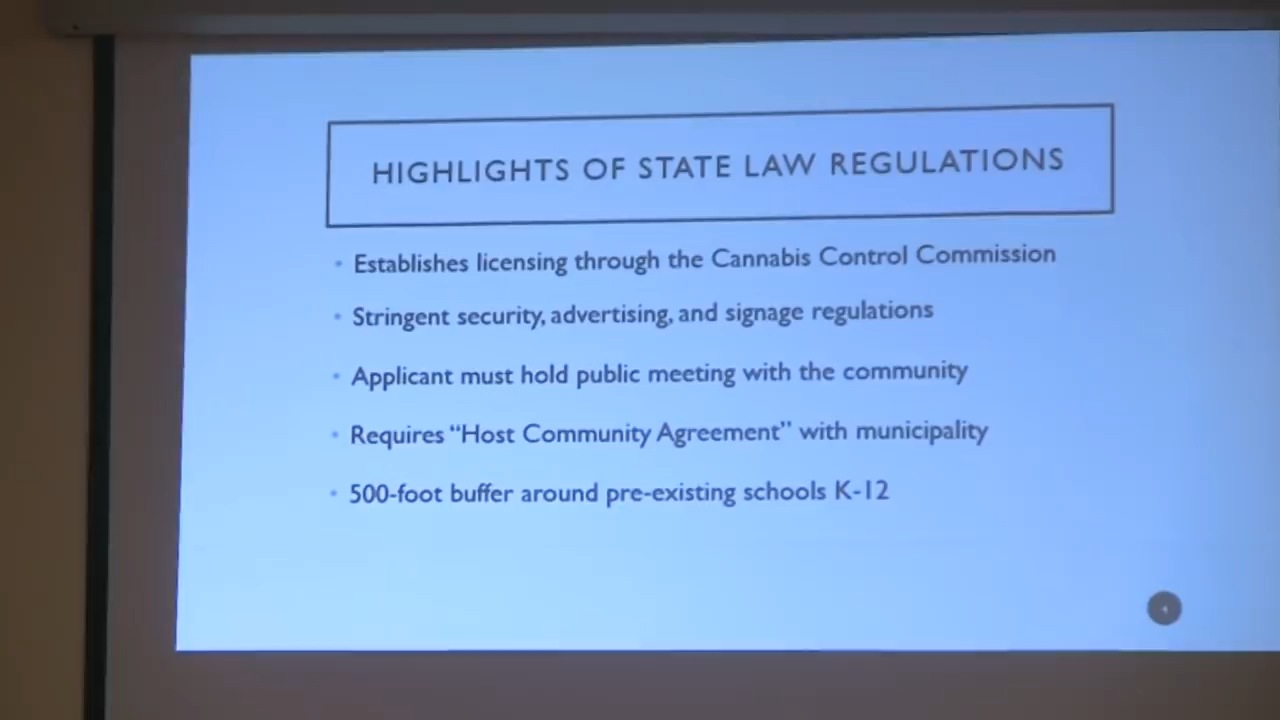 HIGHLIGHTS OF STATE LAW REGULATIONS
• Establishes licensing through the Cannabis Control Commission
• Stringent security, advertising, and signage regulations
• Applicant must hold public meeting with the community
• Requires “Host Community Agreement” with municipality
• 500-foot buffer around pre-existing schools K-12